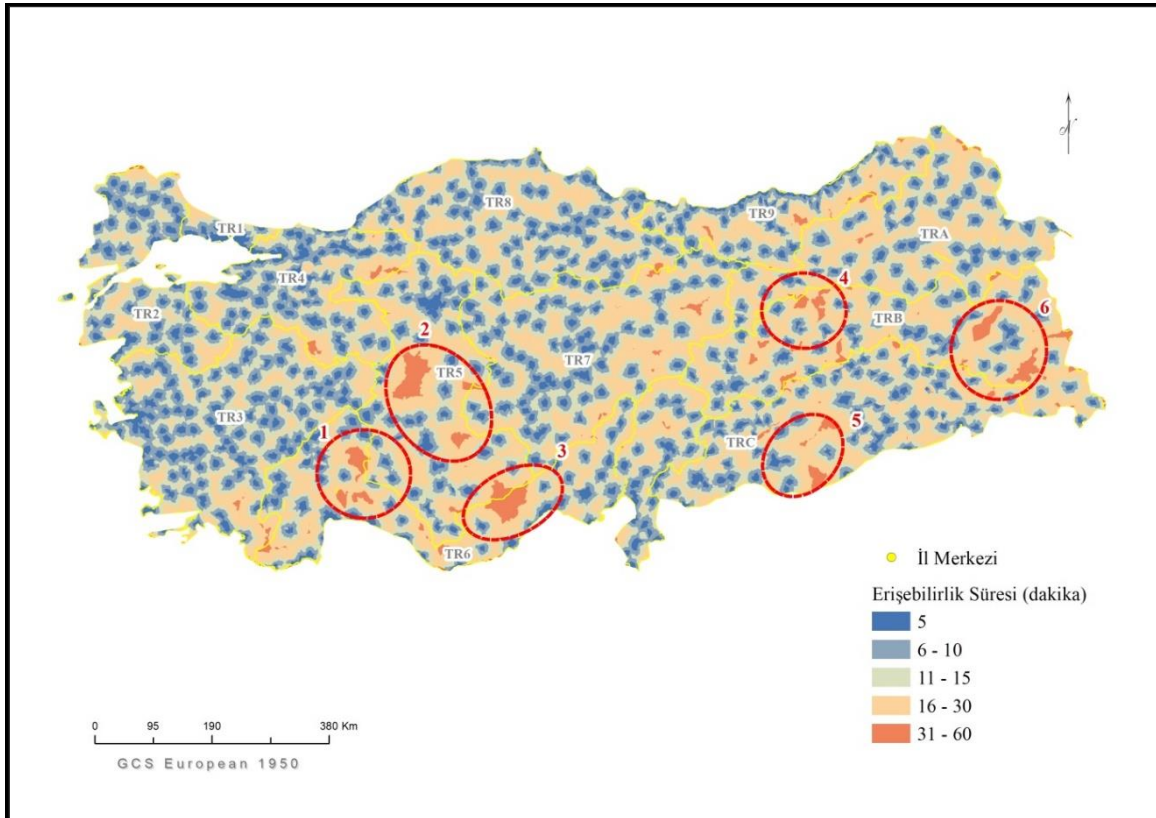 TR1
TR8
TR9
TRA
TR4
TR2
4
TRB
6
2
TR5
TR7
TR3
1
3
TRC
5
TR6
İl Merkezi
Erişebilirlik Süresi (dakika)
5
6 - 10
11 - 15
16 - 30
31 - 60
0 95 190 380 Km
GCS European 1950